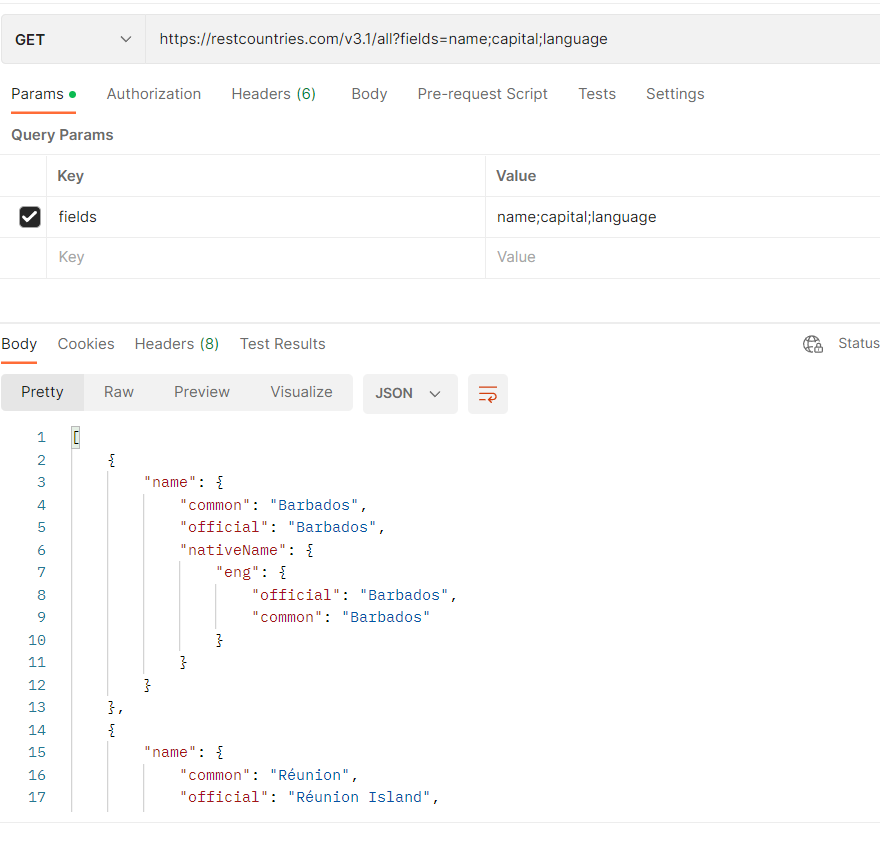 GET https://restcountries.com/v3.1/all?fields=name;capital;language
Params Authorization Headers (6) Body Pre-request Script Tests Settings
Query Params
Key Value
fields name;capital;language
Key Value
Body Cookies Headers (8) Test Results Status
Pretty Raw Preview Visualize JSON
1 [
2 {
3 "name": {
4 "common": "Barbados",
5 "official": "Barbados",
6 "nativeName": {
7 "eng": {
8 "official": "Barbados",
9 "common": "Barbados"
10 }
11 }
12 }
13 },
14 {
15 "name": {
16 "common": "Réunion",
17 "official": "Réunion Island",